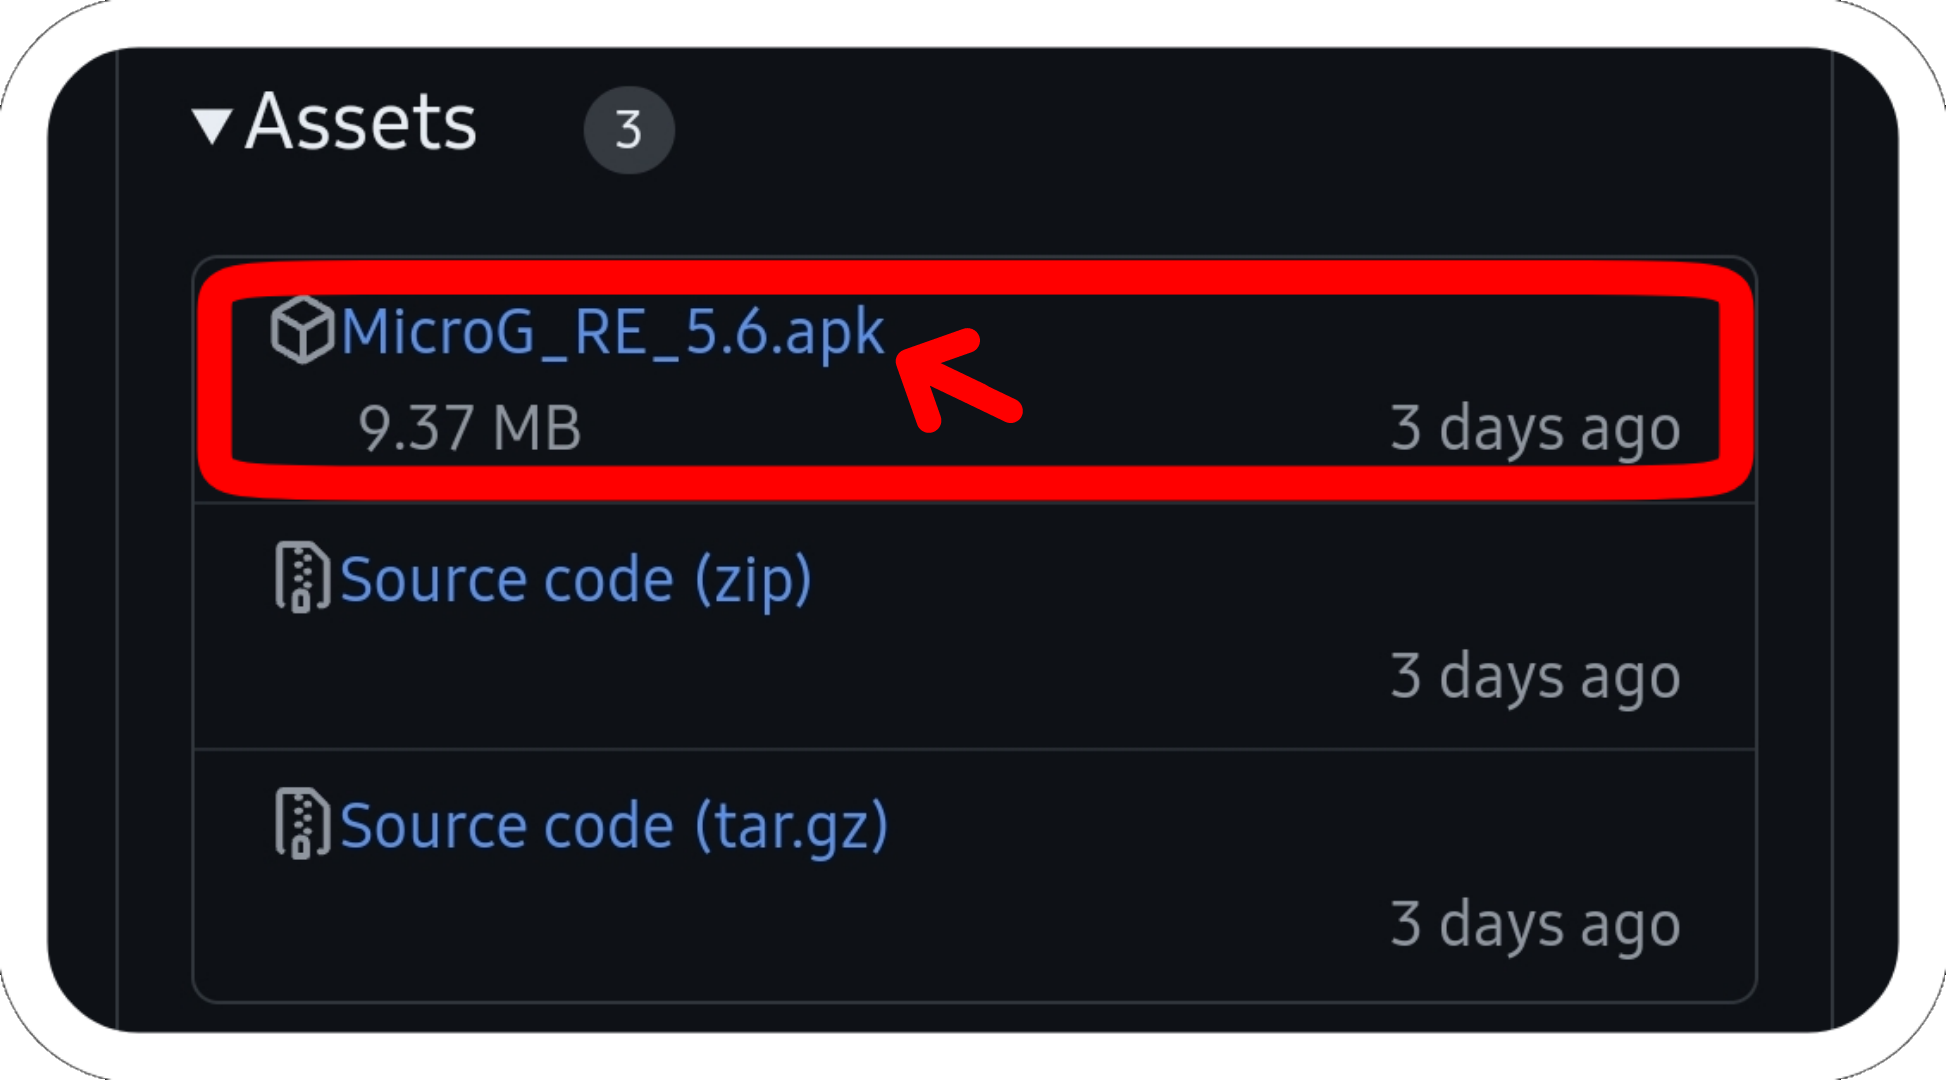 ▼Assets 3
MicroG_RE_5.6.apk
9.37 MB 3 days ago
Source code (zip)
3 days ago
Source code (tar.gz)
3 days ago